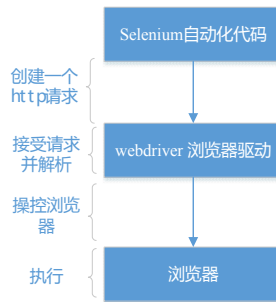 Selenium自动化代码
创建一个
http请求
接受请求
并解析
webdriver 浏览器驱动
操控浏览
器
执行
浏览器